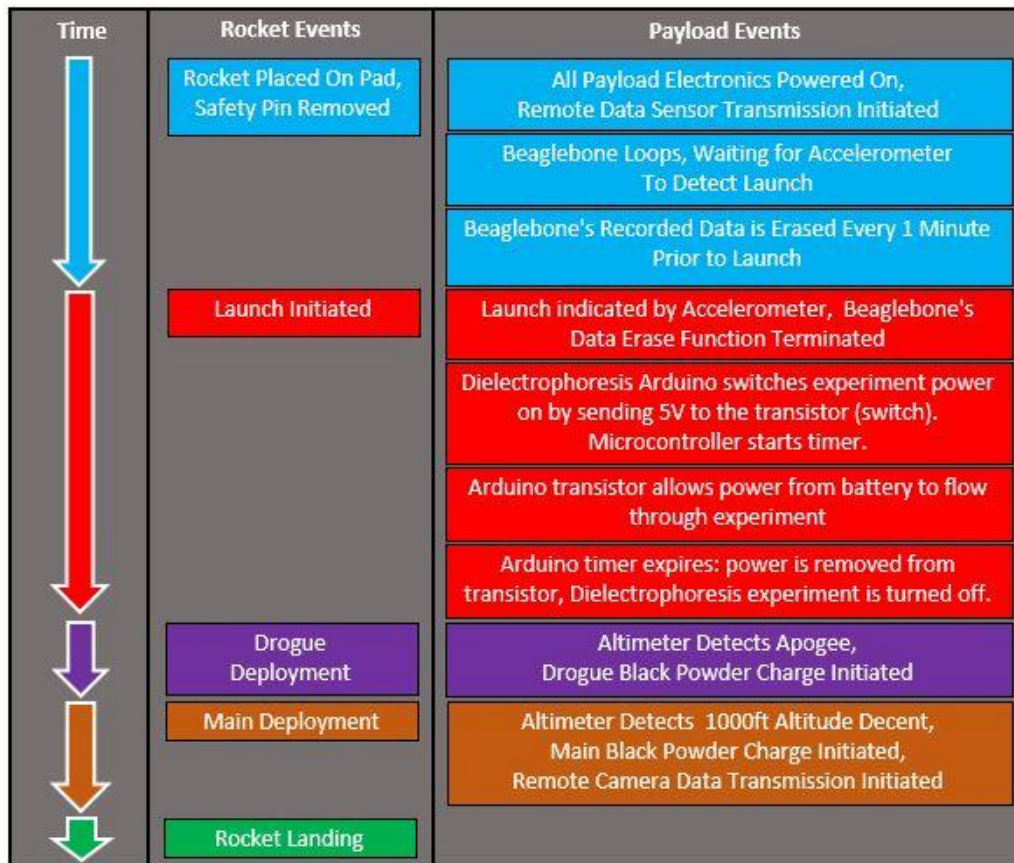 Time
Rocket Events
Payload Events
Rocket Placed On Pad,
Safety Pin Removed
All Payload Electronics Powered On,
Remote Data Sensor Transmission Initiated
Beaglebone Loops, Waiting for Accelerometer
To Detect Launch
Beaglebone's Recorded Data is Erased Every 1 Minute
Prior to Launch
Launch Initiated
Launch indicated by Accelerometer, Beaglebone's
Data Erase Function Terminated
Dielectrophoresis Arduino switches experiment power
on by sending 5V to the transistor (switch).
Microcontroller starts timer.
Arduino transistor allows power from battery to flow
through experiment
Arduino timer expires: power is removed from
transistor, Dielectrophoresis experiment is turned off.
Drogue
Deployment
Altimeter Detects Apogee,
Drogue Black Powder Charge Initiated
Main Deployment
Altimeter Detects 1000ft Altitude Decent,
Main Black Powder Charge Initiated,
Remote Camera Data Transmission Initiated
Rocket Landing